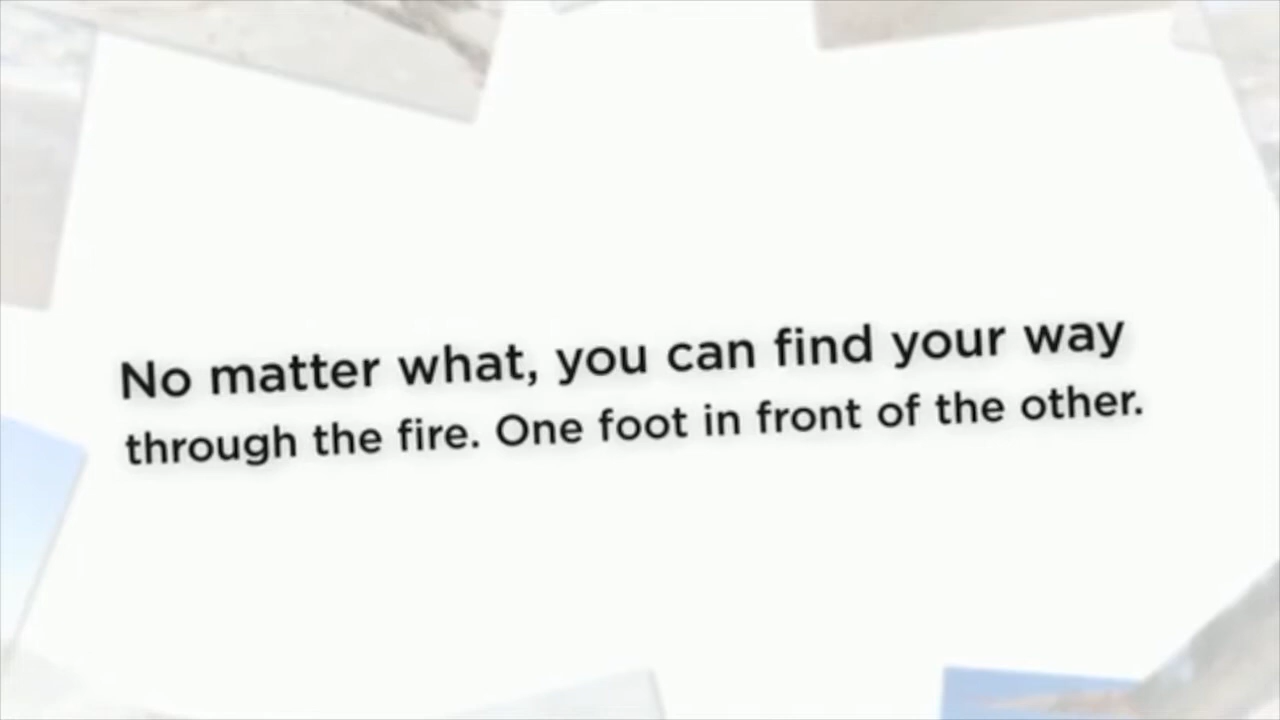 No matter what, you can find your way
through the fire. One foot in front of the other.